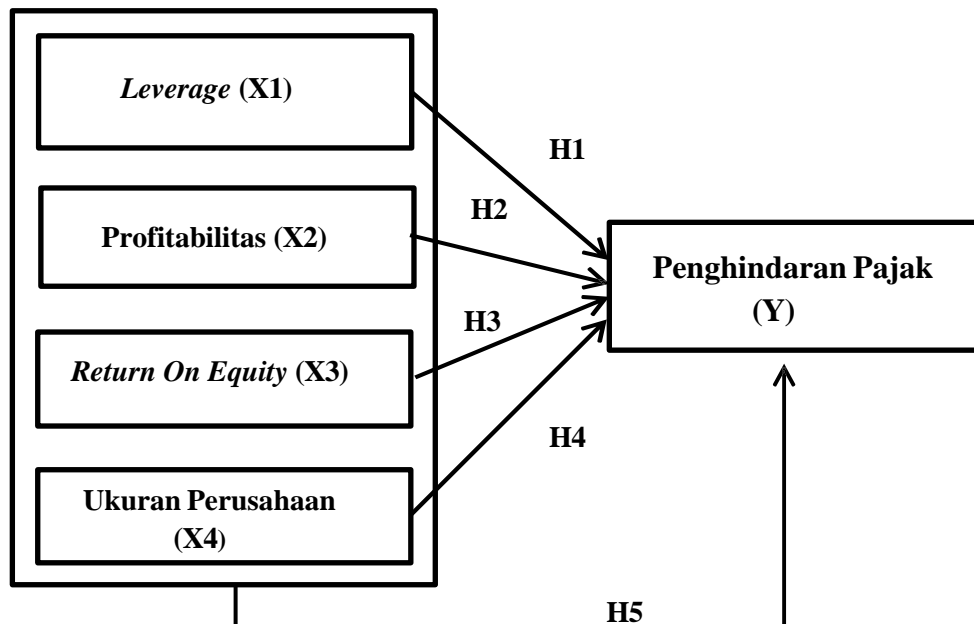 Leverage (X1)
H1
H2
Profitabilitas (X2)
Penghindaran Pajak
(Y)
H3
Return On Equity (X3)
H4
Ukuran Perusahaan
(X4)
H5